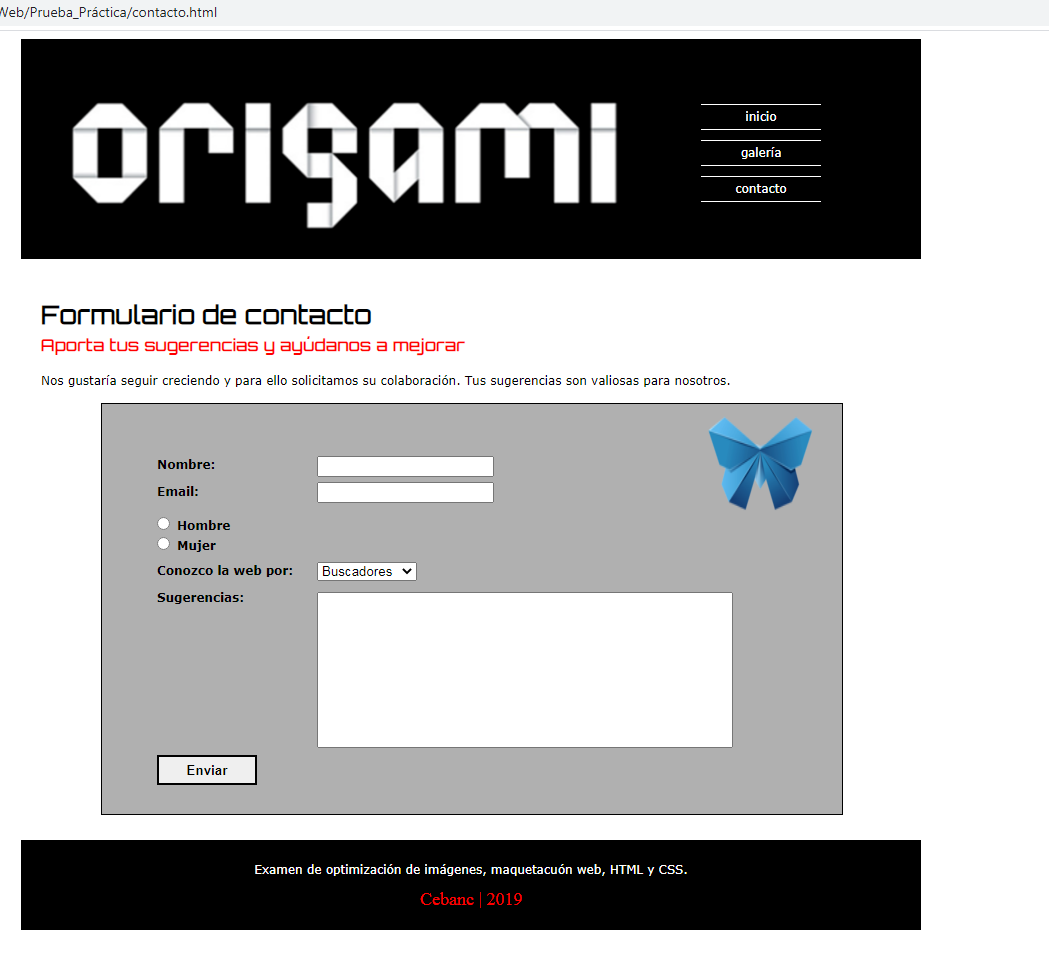 Web/Prueba_Práctica/contacto.html
origami
inicio
galería
contacto
Formulario de contacto
Aporta tus sugerencias y ayúdanos a mejorar
Nos gustaría seguir creciendo y para ello solicitamos su colaboración. Tus sugerencias son valiosas para nosotros.
Nombre:
Email:
Hombre
Mujer
Conozco la web por: Buscadores
Sugerencias:
Enviar
Examen de optimización de imágenes, maquetacuón web, HTML y CSS.
Cebanc | 2019